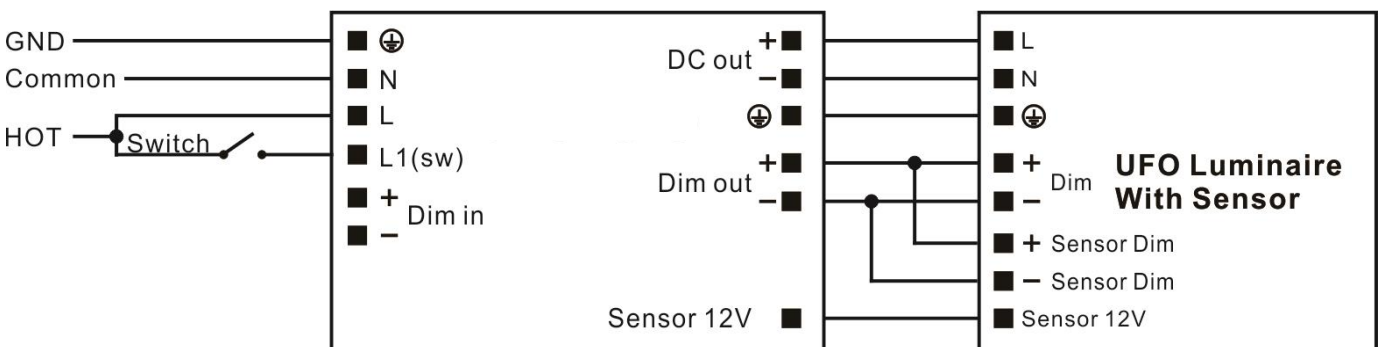 GND
Common
HOT
Switch
N
L
L1(sw)
+
Dim in
−
+
DC out
−
+
Dim out
−
Sensor 12V
L
N
+
Dim
−
UFO Luminaire
With Sensor
+ Sensor Dim
− Sensor Dim
Sensor 12V